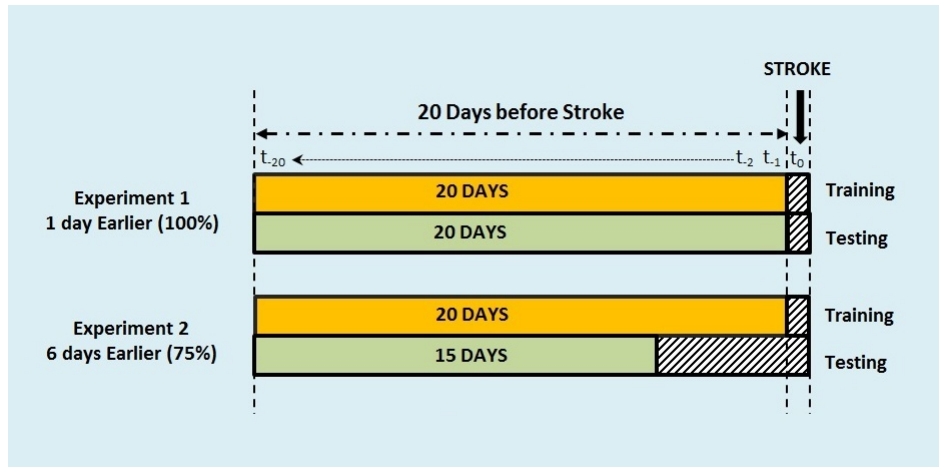 STROKE
20 Days before Stroke
t-20 t-2 t-1 t0
Experiment 1
1 day Earlier (100%)
20 DAYS
Training
20 DAYS
Testing
Experiment 2
6 days Earlier (75%)
20 DAYS
Training
15 DAYS
Testing